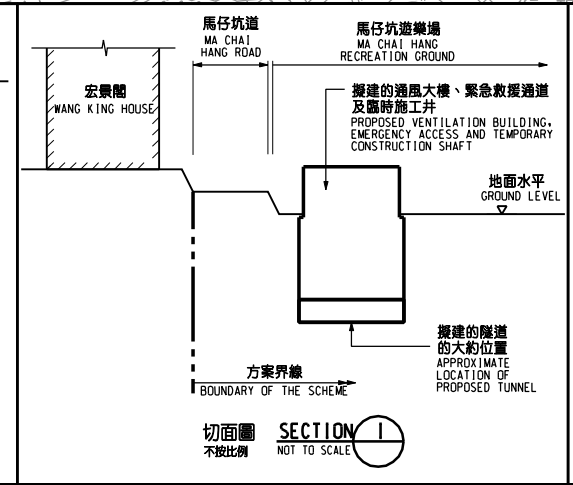 馬仔坑道
MA CHAI
HANG ROAD
馬仔坑遊樂場
MA CHAI HANG
RECREATION GROUND
宏景閣
WANG KING HOUSE
擬建的通風大樓、緊急救援通道
及臨時施工井
PROPOSED VENTILATION BUILDING,
EMERGENCY ACCESS AND TEMPORARY
CONSTRUCTION SHAFT
地面水平
GROUND LEVEL
擬建的隧道
的大約位置
APPROXIMATE
LOCATION OF
PROPOSED TUNNEL
方案界線
BOUNDARY OF THE SCHEME
切面圖 SECTION 1
不按比例 NOT TO SCALE